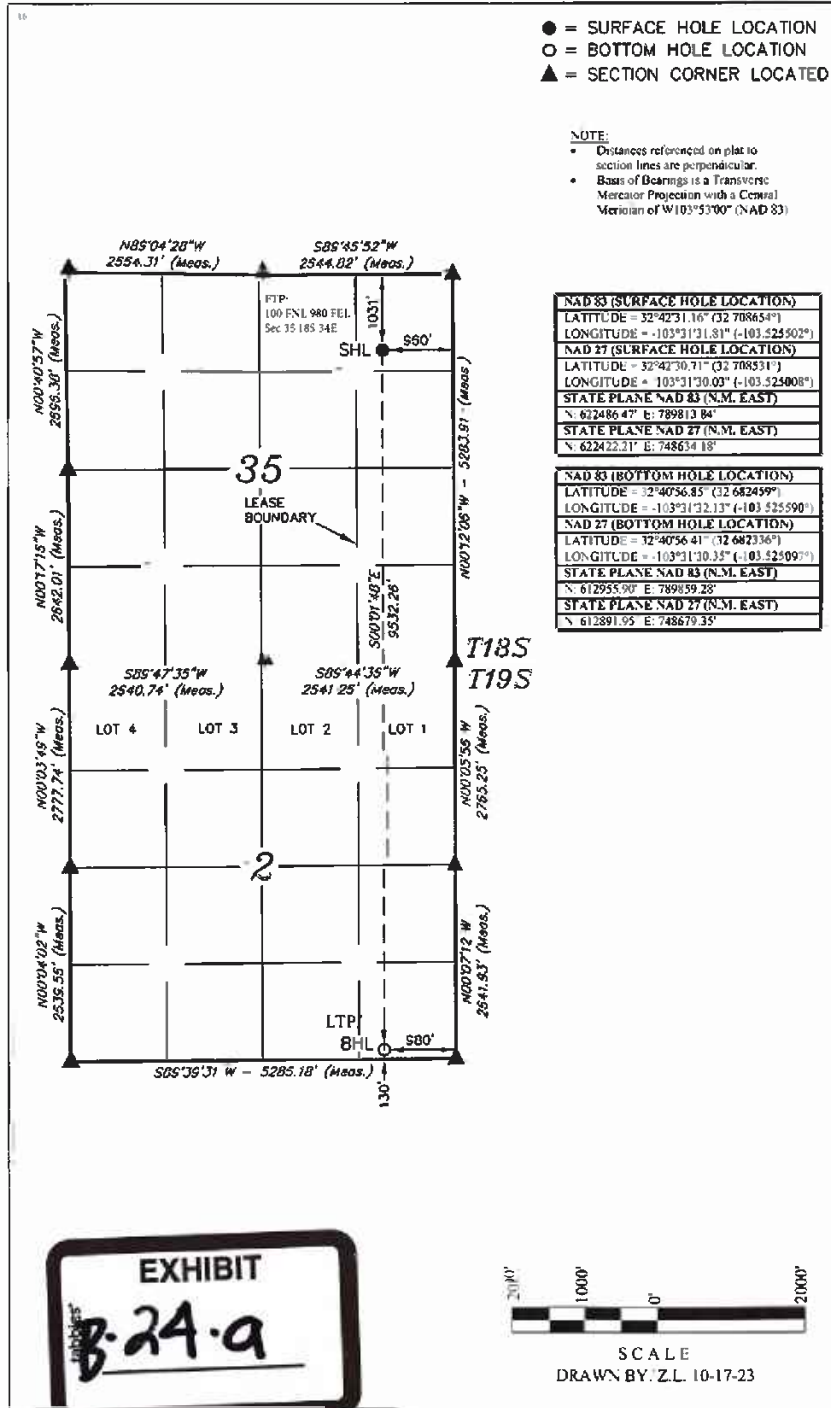 ● = SURFACE HOLE LOCATION
○ = BOTTOM HOLE LOCATION
▲ = SECTION CORNER LOCATED
NOTE:
• Distances referenced on plat to
section lines are perpendicular.
• Basis of Bearings is a Transverse
Mercator Projection with a Central
Meridian of W103°53'00" (NAD 83)
N89°04'28"W
2554.31' (Meas.)
S89°45'52"W
2544.82' (Meas.)
FTP:
100 FNL 980 FEL
Sec 35 18S 34E
1031'
SHL
960'
N00°40'57"W
(Meas.)
N00°12'06"W - 5283.91' (Meas.)
35
LEASE
BOUNDARY
N00°17'15"W
2642.01' (Meas.)
S00°01'48"E
9532.26'
NAD 83 (SURFACE HOLE LOCATION)
LATITUDE = 32°42'31.16" (32.708654°)
LONGITUDE = -103°31'31.81" (-103.525502°)
NAD 27 (SURFACE HOLE LOCATION)
LATITUDE = 32°42'30.71" (32.708531°)
LONGITUDE = -103°31'30.03" (-103.525008°)
STATE PLANE NAD 83 (N.M. EAST)
N: 622486.47' E: 789813.84'
STATE PLANE NAD 27 (N.M. EAST)
N: 622422.21' E: 748634.18'
NAD 83 (BOTTOM HOLE LOCATION)
LATITUDE = 32°40'56.85" (32.682459°)
LONGITUDE = -103°31'32.13" (-103.525590°)
NAD 27 (BOTTOM HOLE LOCATION)
LATITUDE = 32°40'56.41" (32.682336°)
LONGITUDE = -103°31'30.35" (-103.525097°)
STATE PLANE NAD 83 (N.M. EAST)
N: 612955.90' E: 789859.28'
STATE PLANE NAD 27 (N.M. EAST)
N: 612891.95' E: 748679.35'
T18S
T19S
S89°47'35"W
2640.74' (Meas.)
S89°44'35"W
2641.25' (Meas.)
LOT 4
LOT 3
LOT 2
LOT 1
N00°03'49"W
2777.74' (Meas.)
N00°05'56"W
2765.25' (Meas.)
2
N00°04'02"W
2639.55' (Meas.)
N00°07'12"W
2641.93' (Meas.)
LTP/
BHL
980'
S89°39'31"W - 5285.18' (Meas.)
130'
EXHIBIT
tabbies'
B-24-a
2000'
1000'
0'
2000'
SCALE
DRAWN BY: Z.L. 10-17-23